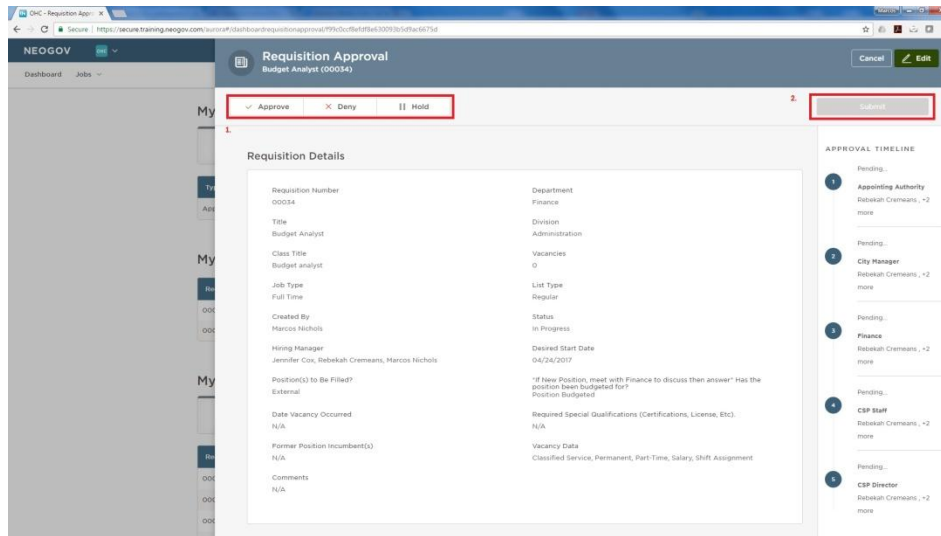 OHC - Requisition Appro
Secure | https://secure.training.neogov.com/aurora#/dashboardrequisitionapproval/
NEOGOV OHC
Dashboard Jobs
Requisition Approval
Budget Analyst (00034)
Cancel Edit
My
Approve Deny Hold
2.
Submit
1.
Requisition Details
APPROVAL TIMELINE
Requisition Number
00034
Department
Finance
Title
Budget Analyst
Division
Administration
Class Title
Budget analyst
Vacancies
0
Job Type
Full Time
List Type
Regular
Created By
Marcos Nichols
Status
In Progress
Hiring Manager
Jennifer Cox, Rebekah Cremeans, Marcos Nichols
Desired Start Date
04/24/2017
Position(s) to Be Filled?
External
"If New Position, meet with Finance to discuss then answer" Has the
position been budgeted for?
Position Budgeted
Date Vacancy Occurred
N/A
Required Special Qualifications (Certifications, License, Etc).
N/A
Former Position Incumbent(s)
N/A
Vacancy Data
Classified Service, Permanent, Part-Time, Salary, Shift Assignment
Comments
N/A
Pending...
1
Appointing Authority
Rebekah Cremeans , +2
more
Pending...
2
City Manager
Rebekah Cremeans , +2
more
Pending...
3
Finance
Rebekah Cremeans , +2
more
Pending...
4
CSP Staff
Rebekah Cremeans , +2
more
Pending...
5
CSP Director
Rebekah Cremeans , +2
more
My
My